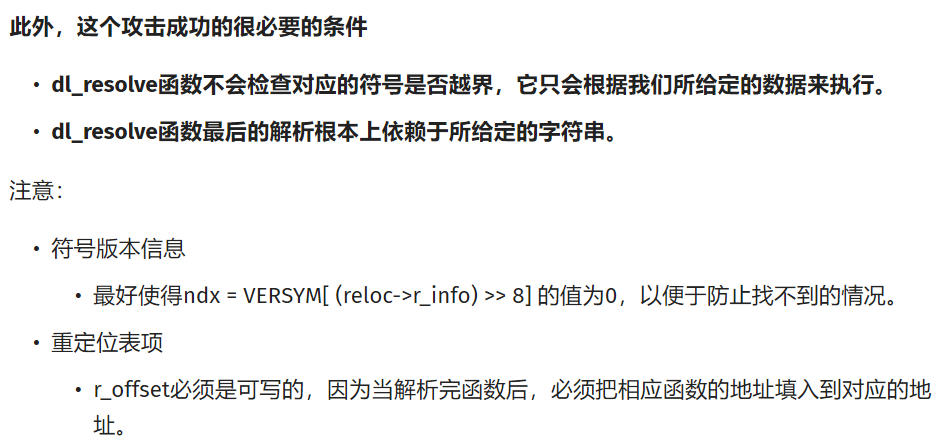 此外，这个攻击成功的很必要的条件
• dl_resolve函数不会检查对应的符号是否越界，它只会根据我们所给定的数据来执行。
• dl_resolve函数最后的解析根本上依赖于所给定的字符串。
注意：
• 符号版本信息
• 最好使得ndx = VERSYM[ (reloc->r_info) >> 8] 的值为0，以便于防止找不到的情况。
• 重定位表项
• r_offset必须是可写的，因为当解析完函数后，必须把相应函数的地址填入到对应的地
址。